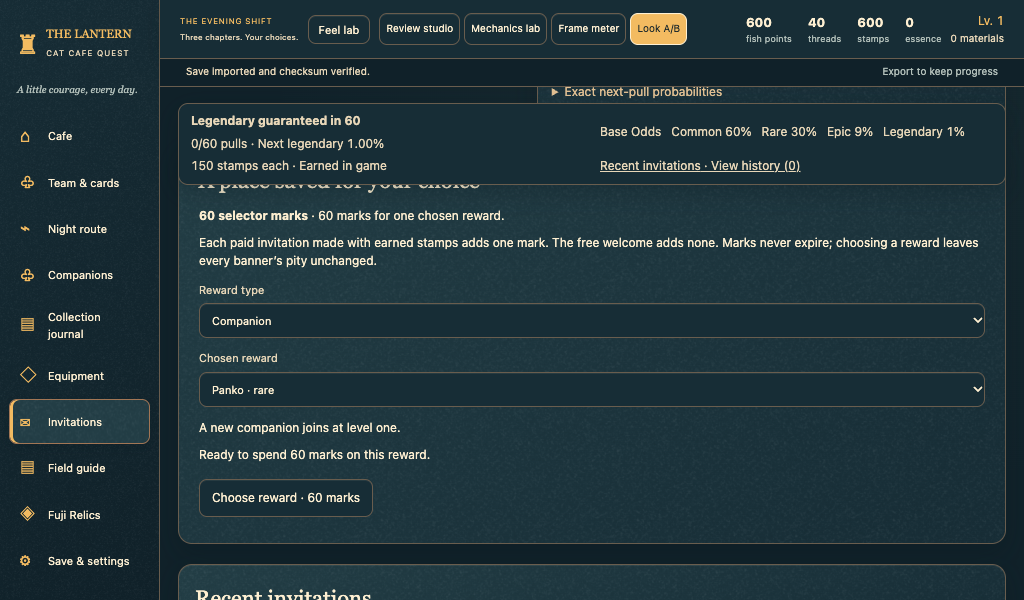 THE LANTERN
CAT CAFE QUEST
A little courage, every day.
Cafe
Team & cards
Night route
Companions
Collection
journal
Equipment
Invitations
Field guide
Fuji Relics
Save & settings
THE EVENING SHIFT
Three chapters. Your choices.
Feel lab
Review studio
Mechanics lab
Frame meter
Look A/B
600
fish points
40
threads
600
stamps
0
essence
Lv. 1
0 materials
Save imported and checksum verified.
Export to keep progress
Exact next-pull probabilities
Legendary guaranteed in 60
0/60 pulls · Next legendary 1.00%
150 stamps each · Earned in game
Base Odds Common 60% Rare 30% Epic 9% Legendary 1%
Recent invitations · View history (0)
A place saved for your choice
60 selector marks · 60 marks for one chosen reward.
Each paid invitation made with earned stamps adds one mark. The free welcome adds none. Marks never expire; choosing a reward leaves
every banner’s pity unchanged.
Reward type
Companion
Chosen reward
Panko · rare
A new companion joins at level one.
Ready to spend 60 marks on this reward.
Choose reward · 60 marks
Recent invitations